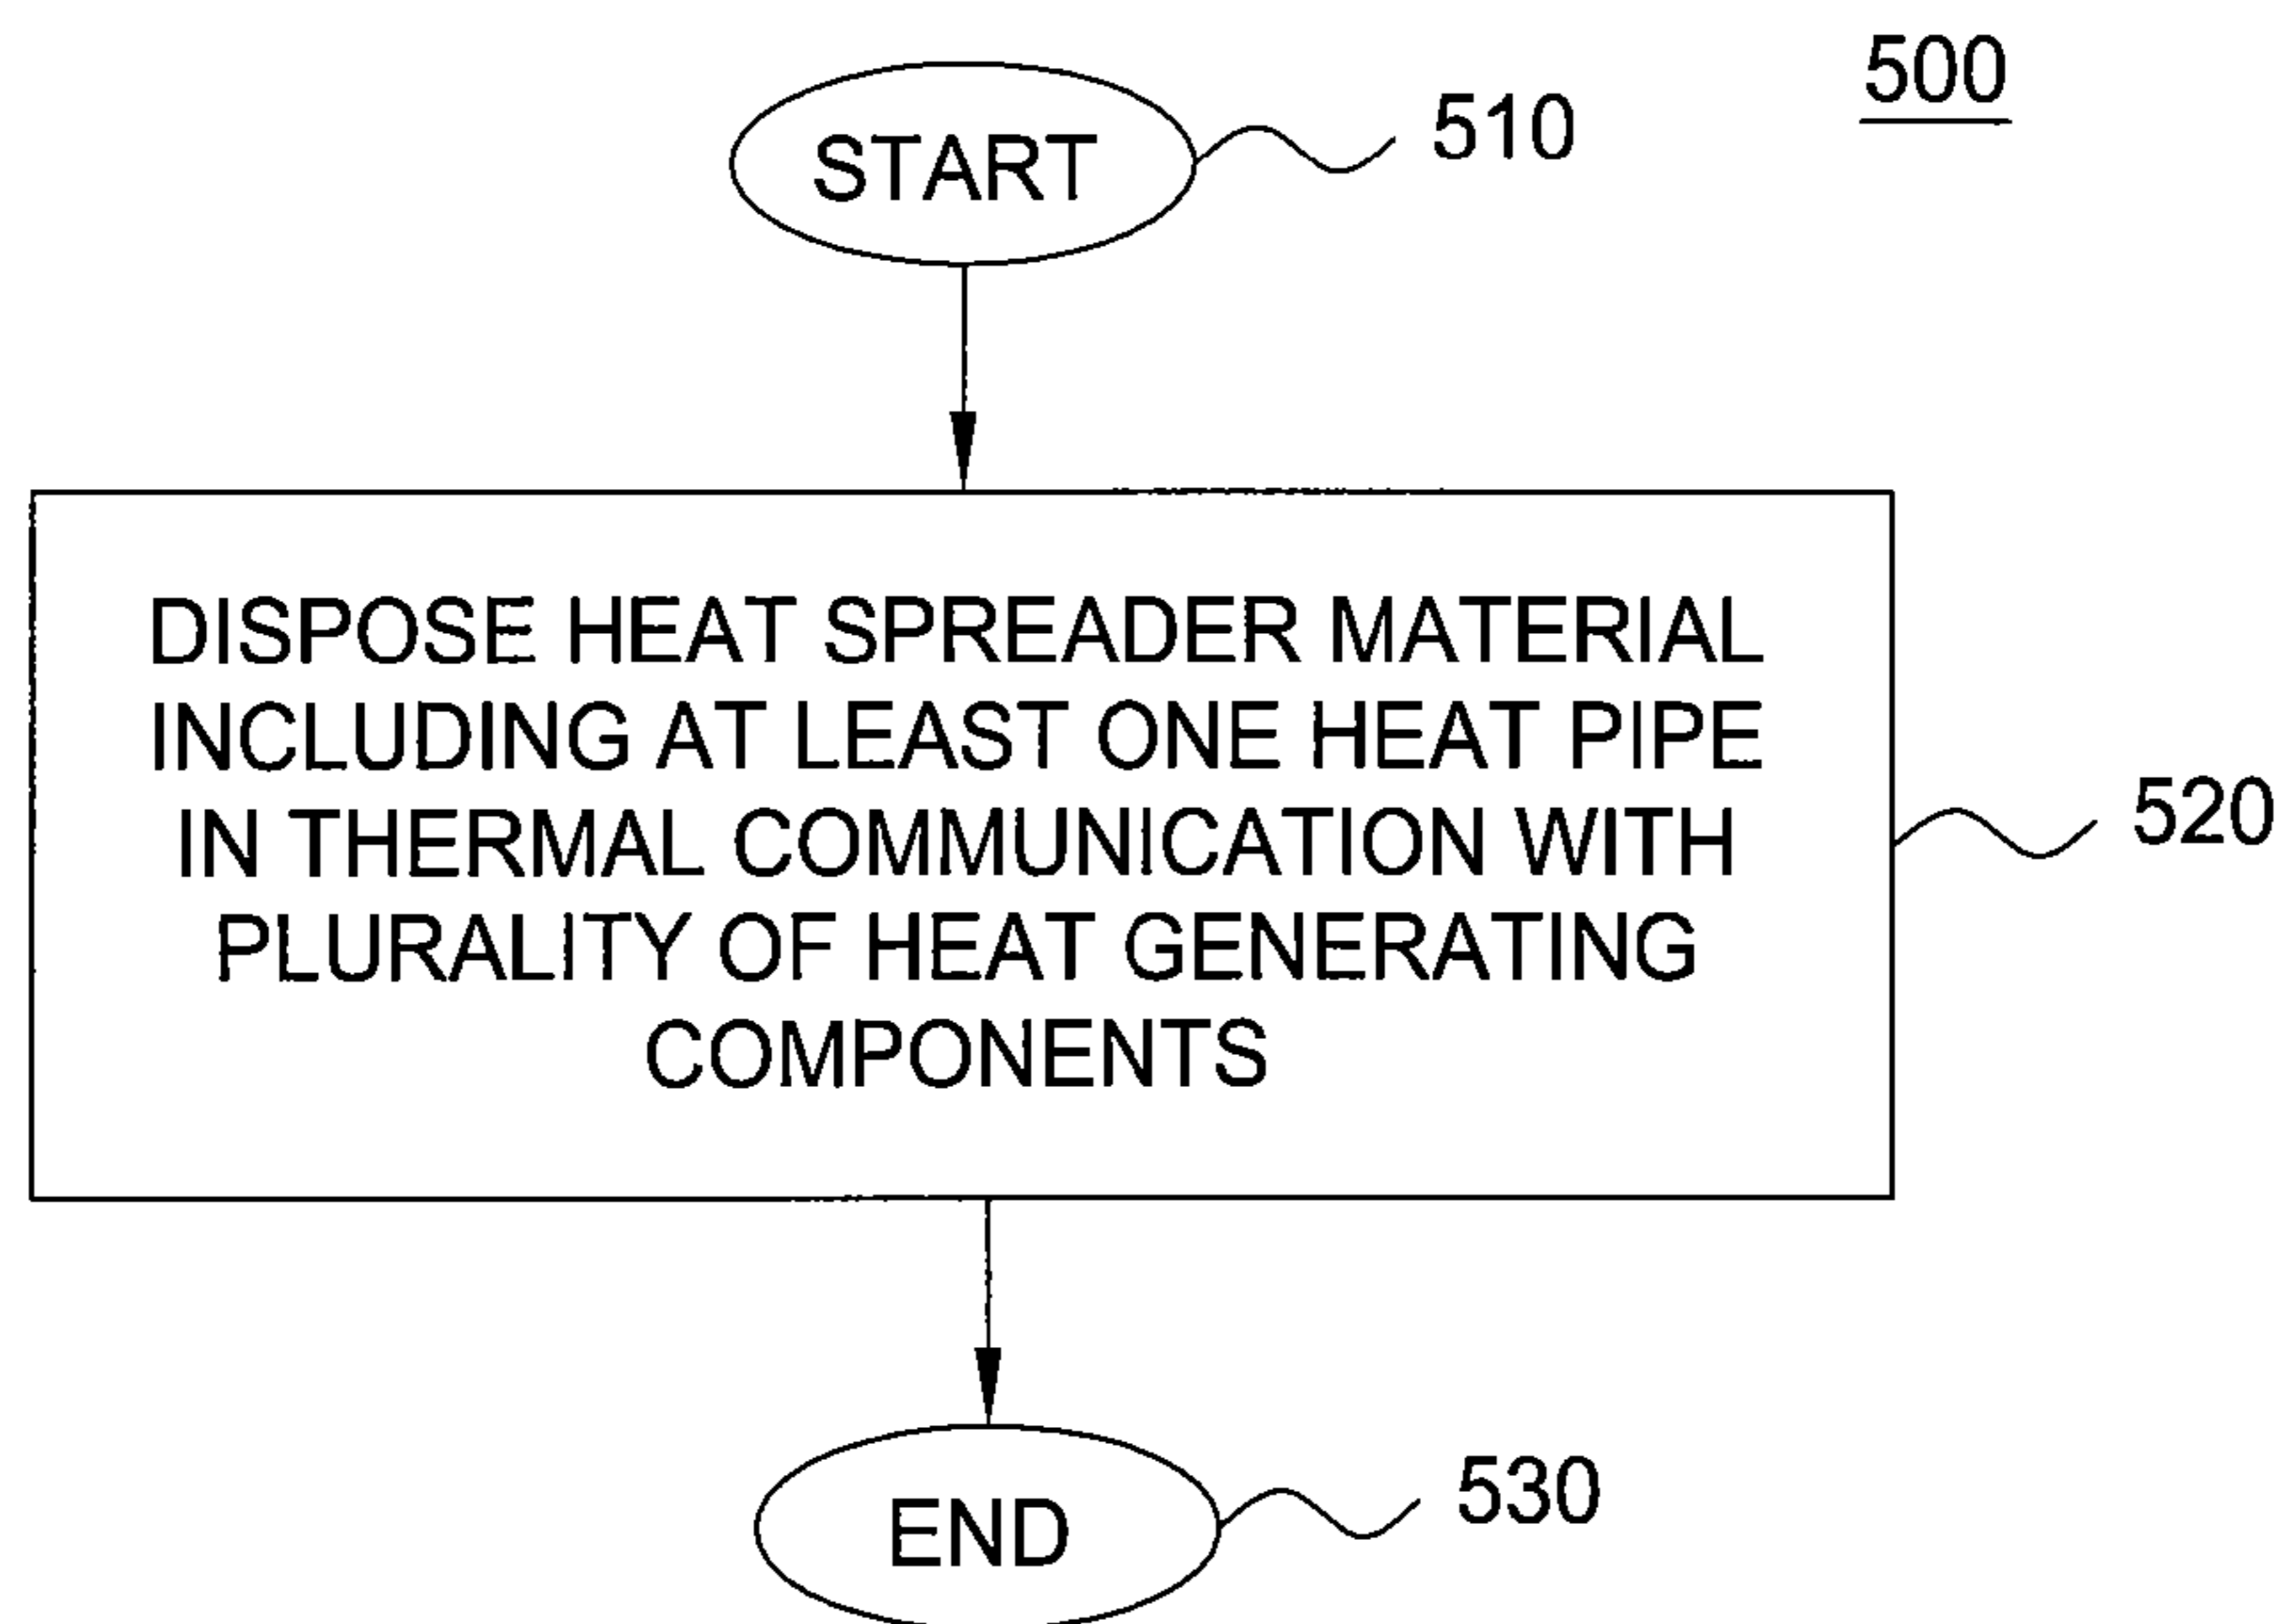 500
START
510
DISPOSE HEAT SPREADER MATERIAL
INCLUDING AT LEAST ONE HEAT PIPE
IN THERMAL COMMUNICATION WITH
PLURALITY OF HEAT GENERATING
COMPONENTS
520
END
530